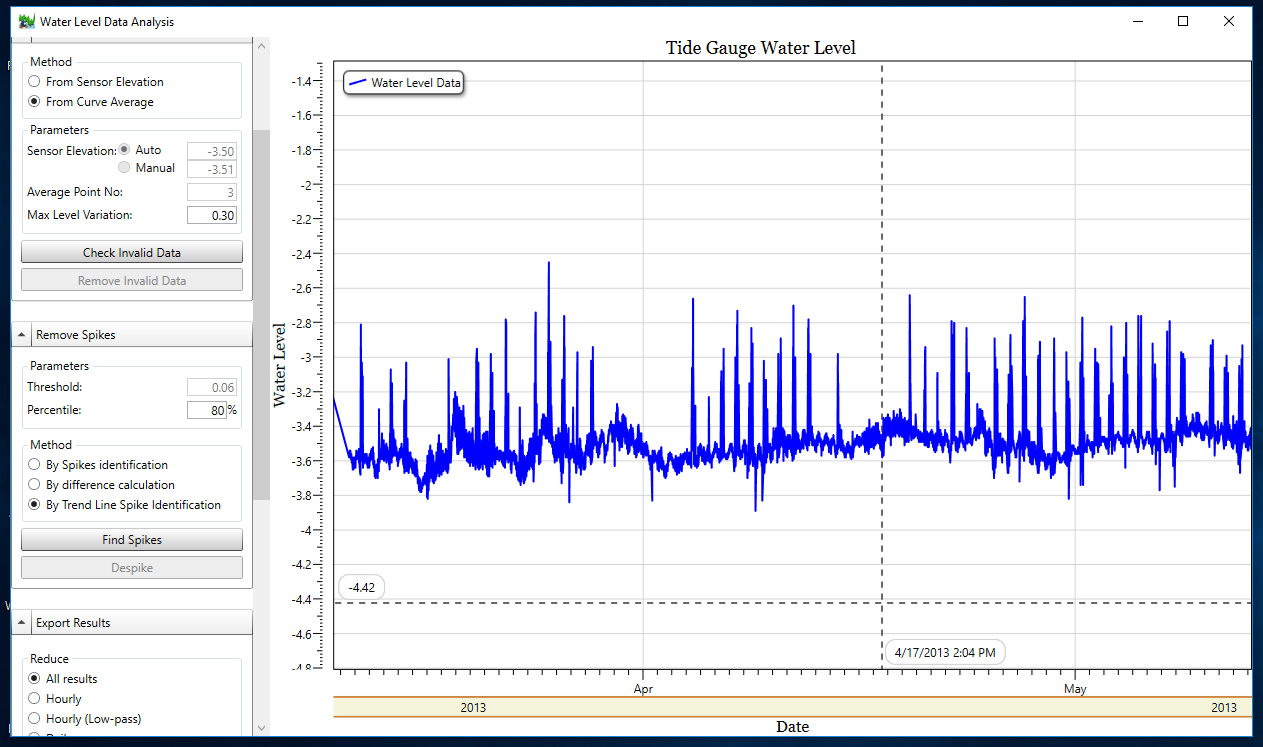 Water Level Data Analysis
Method
From Sensor Elevation
From Curve Average
Parameters
Sensor Elevation:
Auto
-3.50
Manual
-3.51
Average Point No:
3
Max Level Variation:
0.30
Check Invalid Data
Remove Invalid Data
Remove Spikes
Parameters
Threshold:
0.06
Percentile:
80 %
Method
By Spikes identification
By difference calculation
By Trend Line Spike Identification
Find Spikes
Despike
Export Results
Reduce
All results
Hourly
Hourly (Low-pass)
Tide Gauge Water Level
Water Level Data
Water Level
-1.4
-1.6
-1.8
-2
-2.2
-2.4
-2.6
-2.8
-3
-3.2
-3.4
-3.6
-3.8
-4
-4.2
-4.4
-4.6
-4.8
-4.42
4/17/2013 2:04 PM
Apr
May
2013
2013
Date